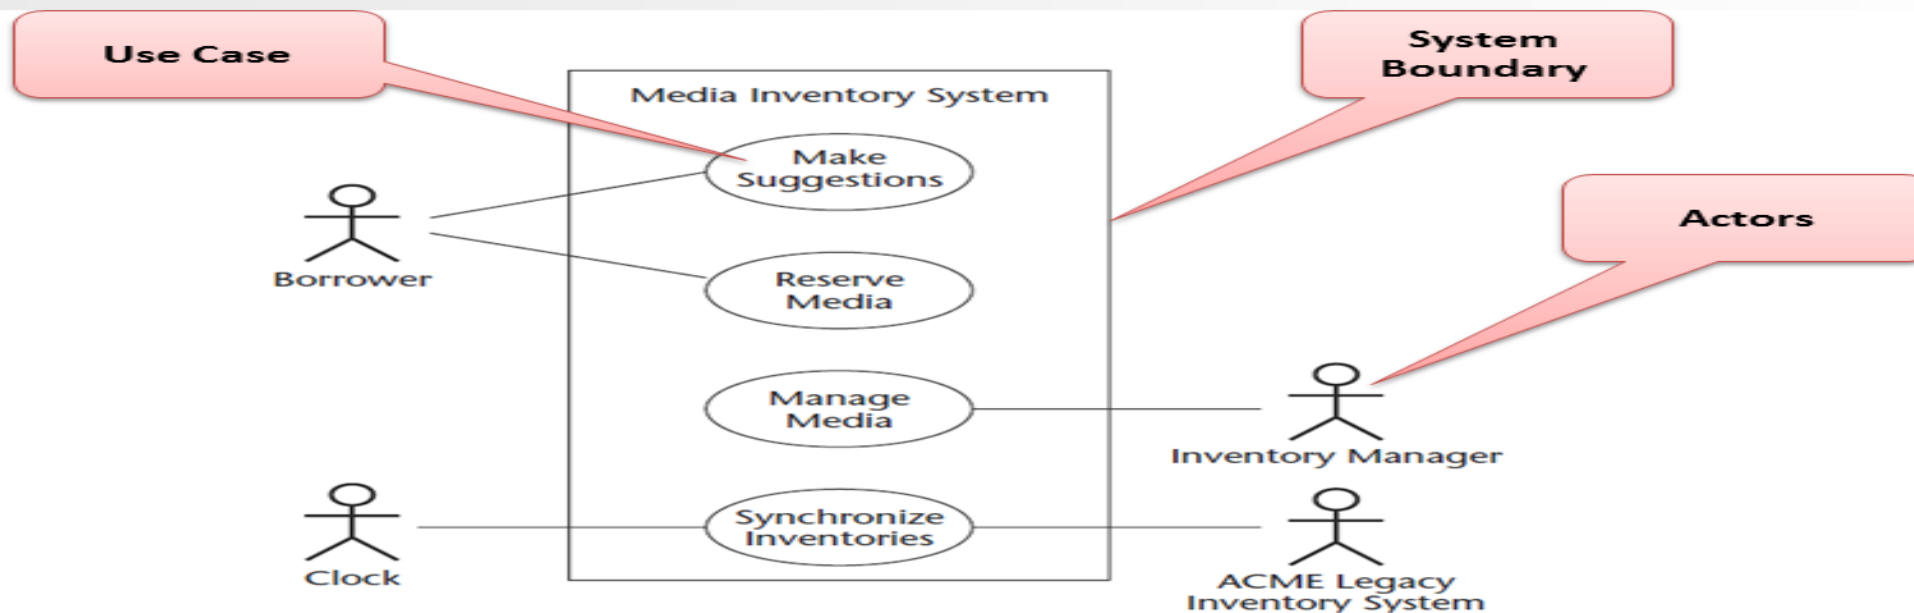 Use Case
System
Boundary
Media Inventory System
Make
Suggestions
Actors
Borrower
Reserve
Media
Manage
Media
Inventory Manager
Synchronize
Inventories
Clock
ACME Legacy
Inventory System